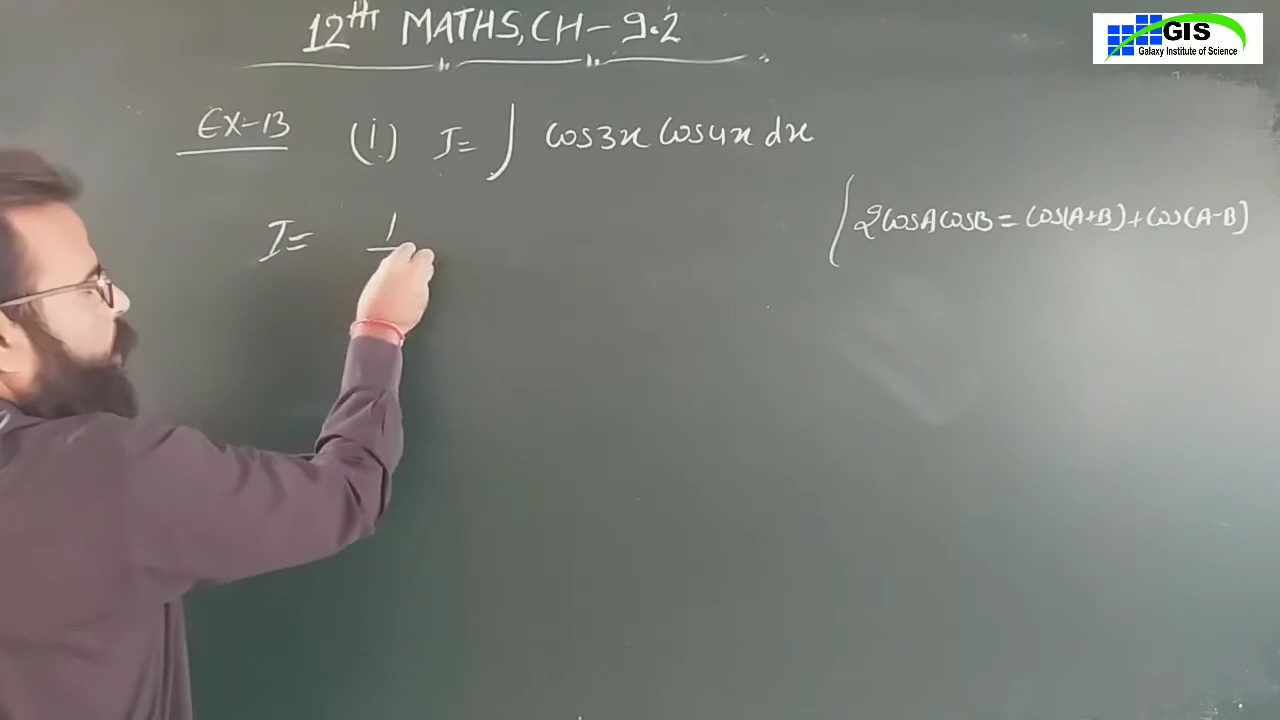 12TH MATHS, CH - 9.2
GIS
Galaxy Institute of Science
EX-13 (i) I = ∫ cos3x cos4x dx
2cosAcosB = cos(A+B) + cos(A-B)
I = 1